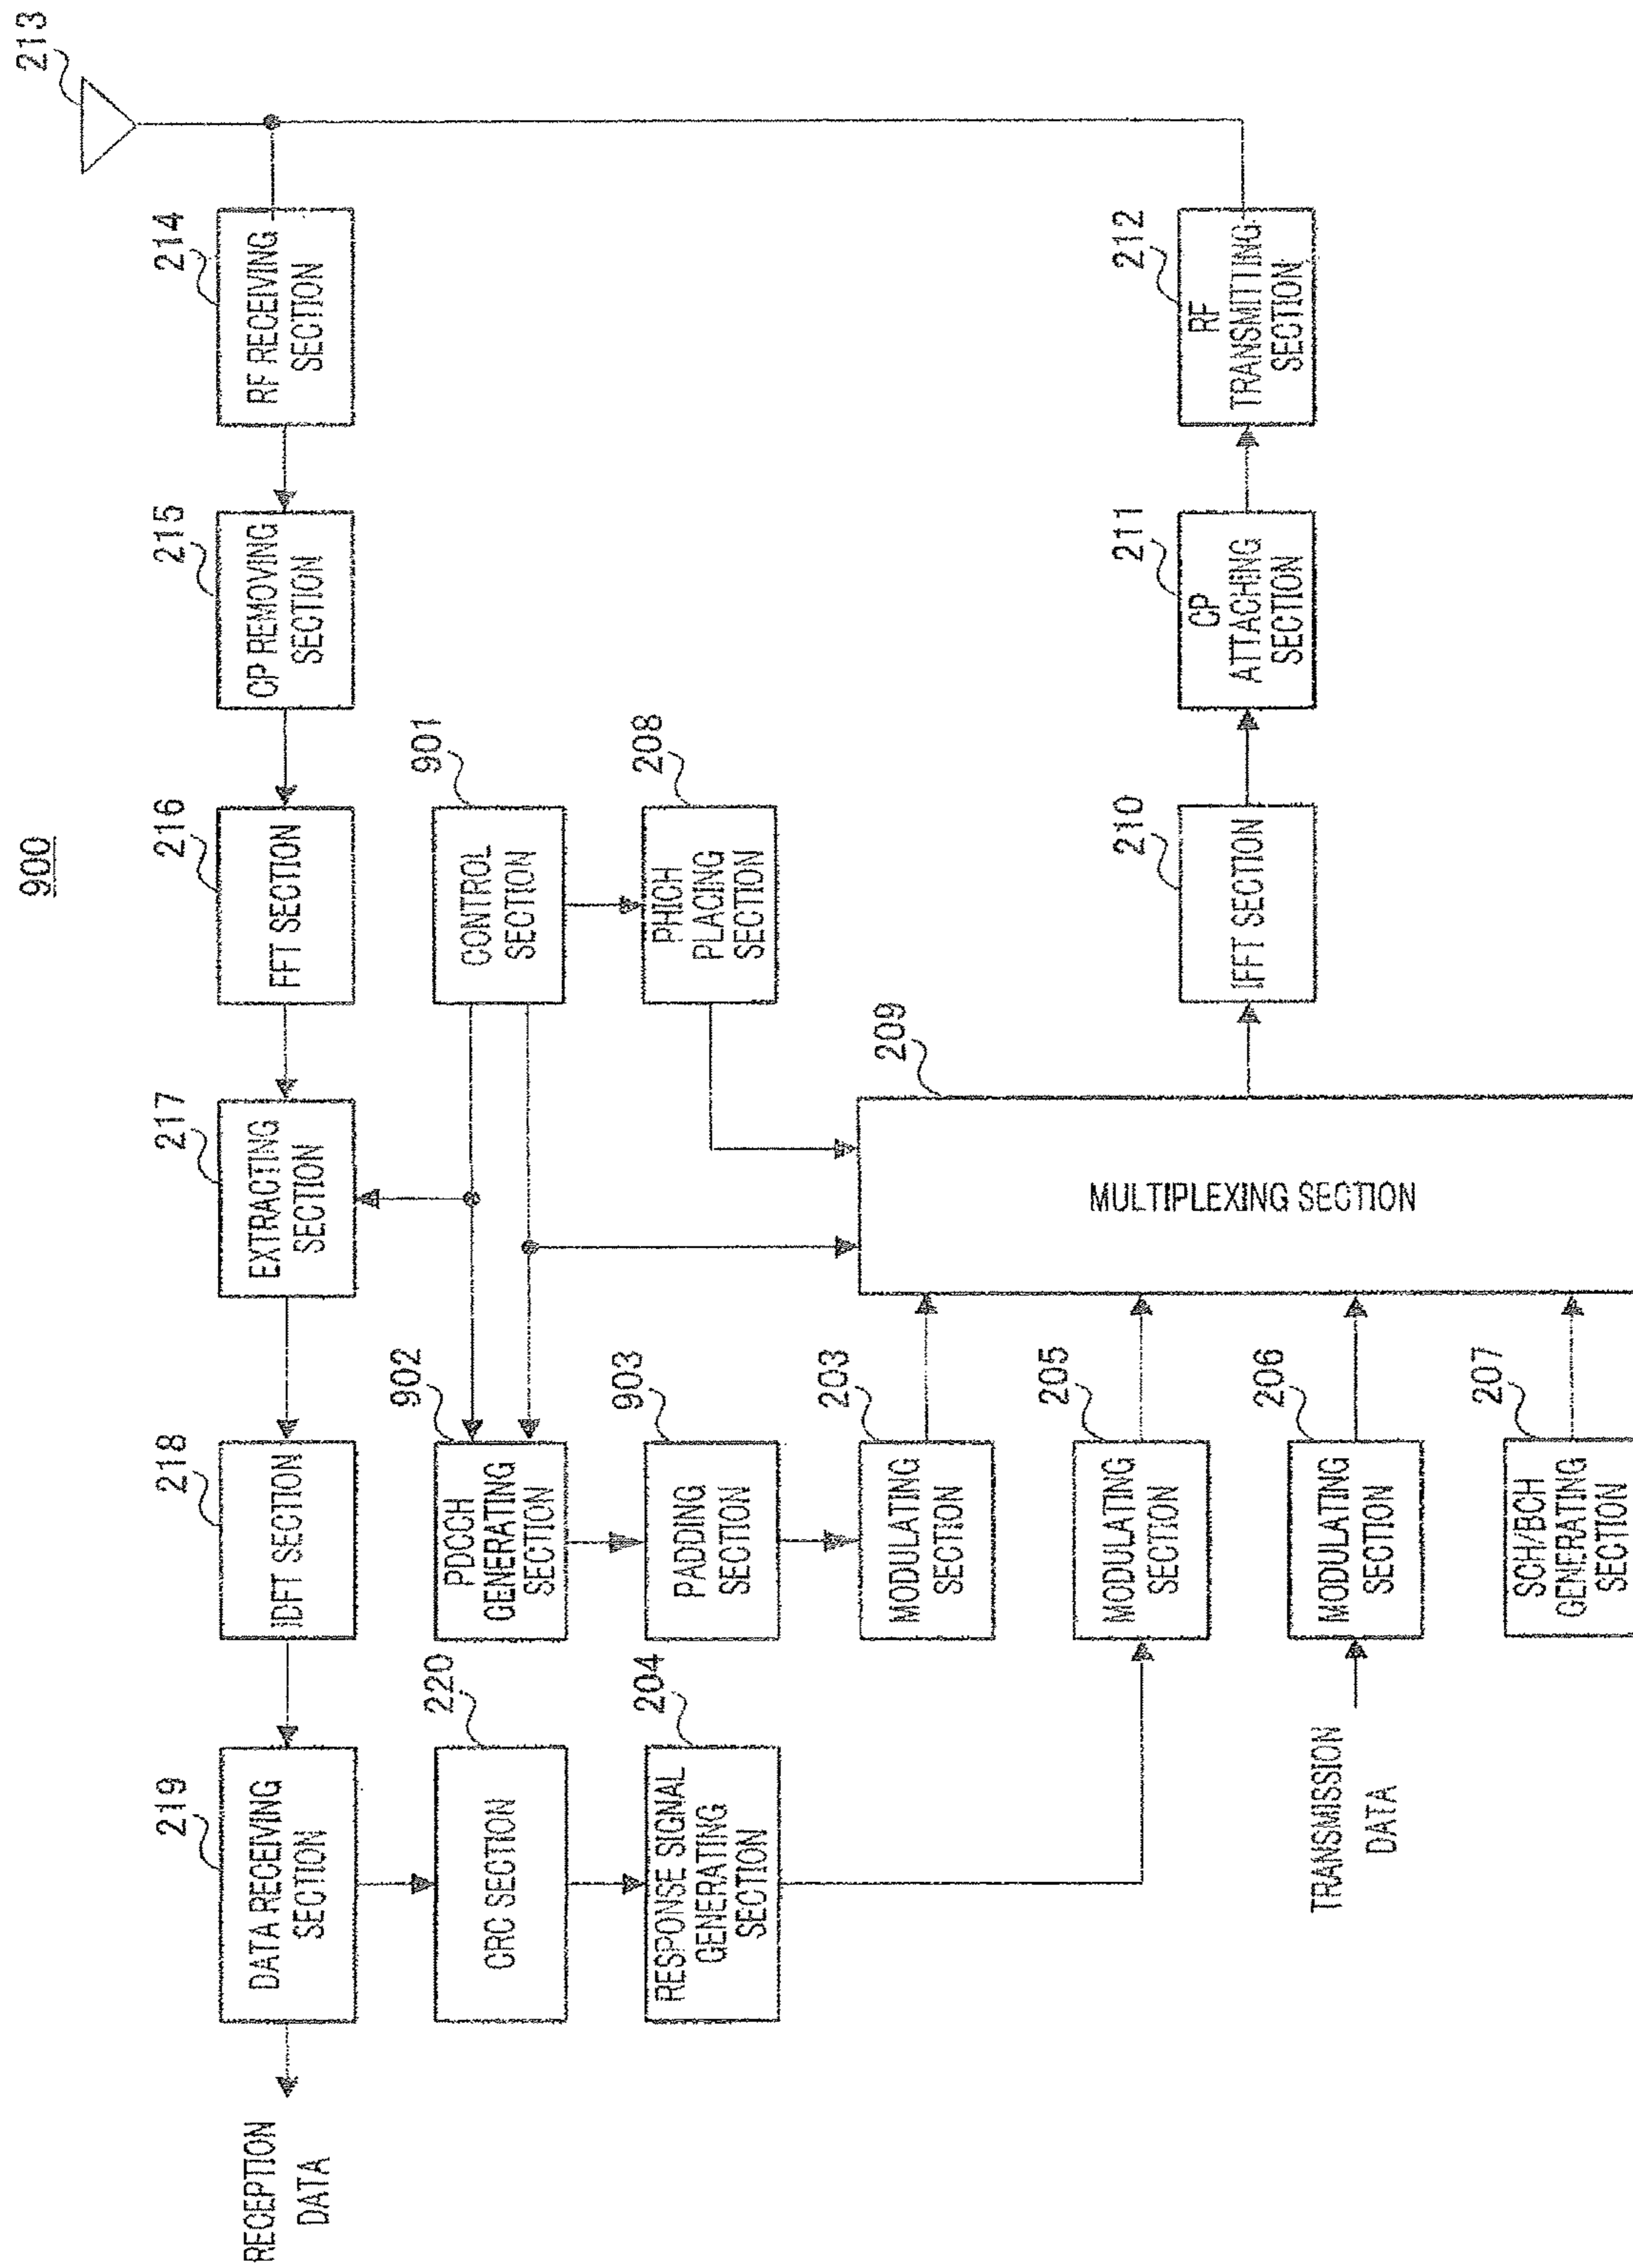 900
213
214
RF RECEIVING
SECTION
215
CP REMOVING
SECTION
216
FFT SECTION
217
EXTRACTING
SECTION
218
IDFT SECTION
219
DATA RECEIVING
SECTION
RECEPTION
DATA
901
CONTROL
SECTION
902
PDCCH
GENERATING
SECTION
220
CRC SECTION
208
PHICH
PLACING
SECTION
903
PADDING
SECTION
204
RESPONSE SIGNAL
GENERATING
SECTION
209
MULTIPLEXING SECTION
203
MODULATING
SECTION
205
MODULATING
SECTION
206
MODULATING
SECTION
207
SCH/BCH
GENERATING
SECTION
TRANSMISSION
DATA
210
IFFT SECTION
211
CP
ATTACHING
SECTION
212
RF
TRANSMITTING
SECTION